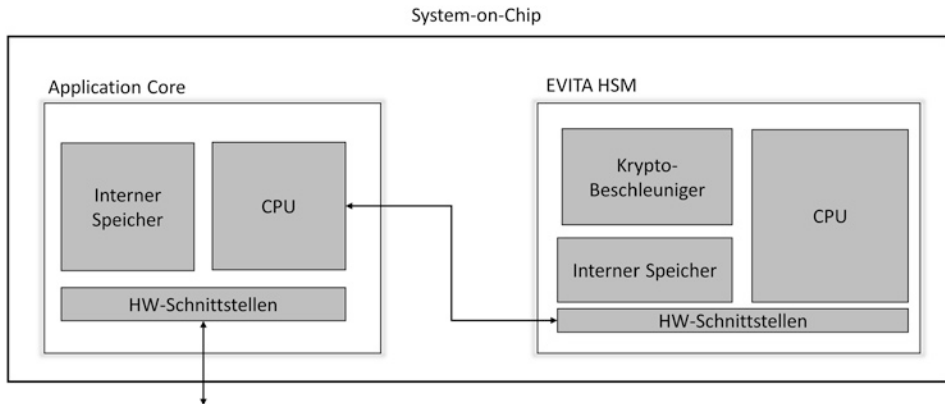 System-on-Chip
Application Core
Interner
Speicher
CPU
HW-Schnittstellen
EVITA HSM
Krypto-
Beschleuniger
CPU
Interner Speicher
HW-Schnittstellen